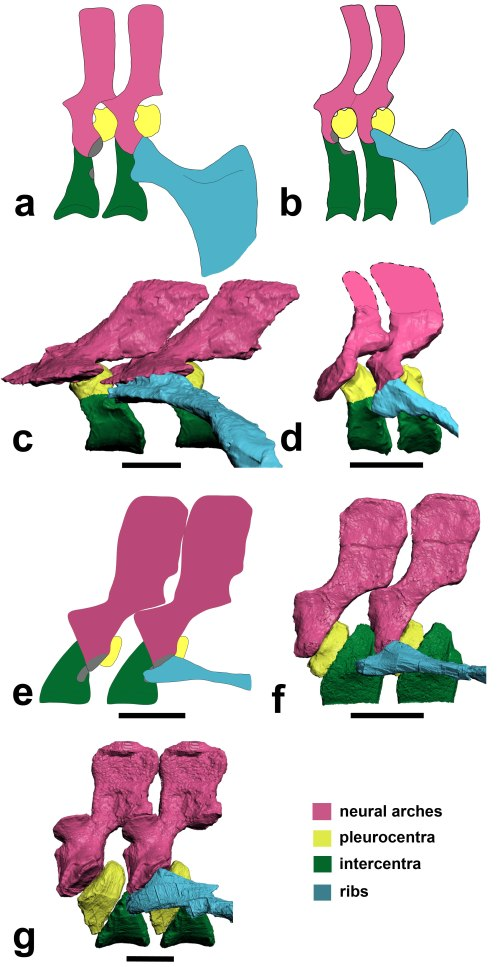 a
b
c
d
e
f
g
neural arches
pleurocentra
intercentra
ribs